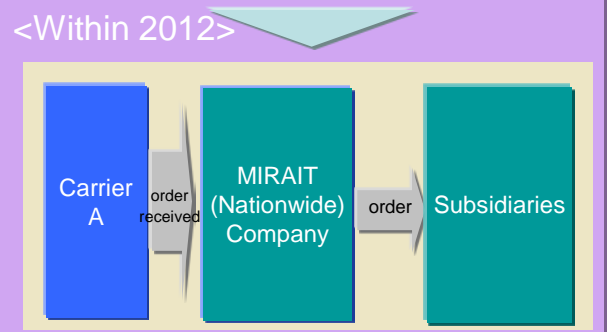 <Within 2012>
Carrier
A
order
received
MIRAIT
(Nationwide)
Company
order
Subsidiaries